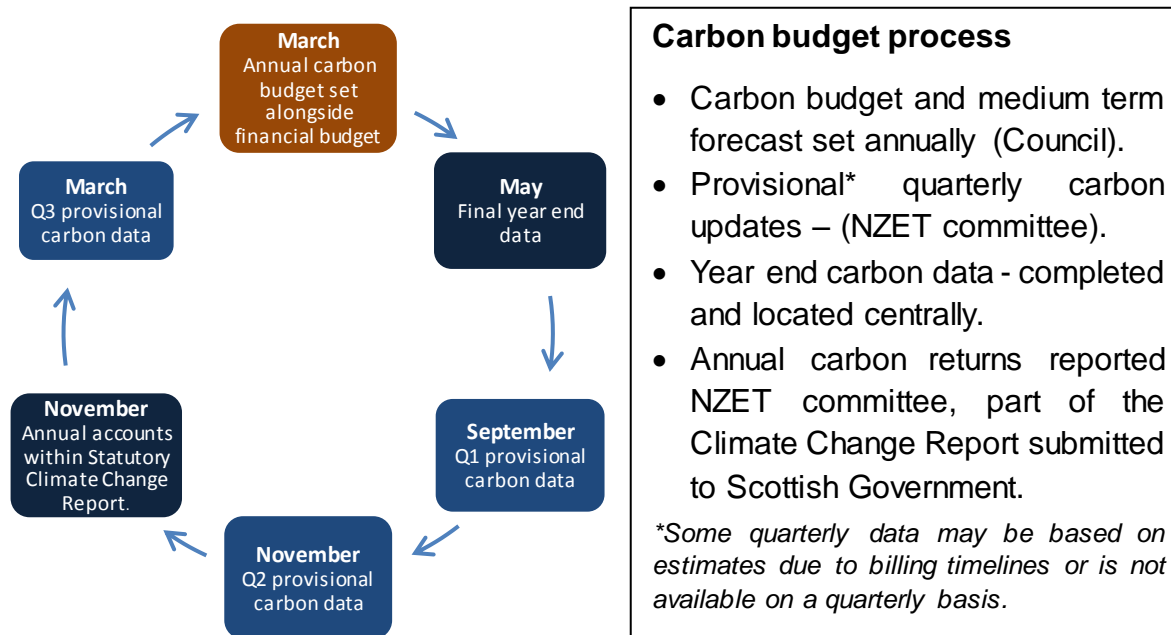 March
Annual carbon
budget set
alongside
financial budget
May
Final year end
data
September
Q1 provisional
carbon data
November
Q2 provisional
carbon data
November
Annual accounts
within Statutory
Climate Change
Report.
March
Q3 provisional
carbon data
Carbon budget process
• Carbon budget and medium term
forecast set annually (Council).
• Provisional* quarterly carbon
updates – (NZET committee).
• Year end carbon data - completed
and located centrally.
• Annual carbon returns reported
NZET committee, part of the
Climate Change Report submitted
to Scottish Government.
*Some quarterly data may be based on
estimates due to billing timelines or is not
available on a quarterly basis.